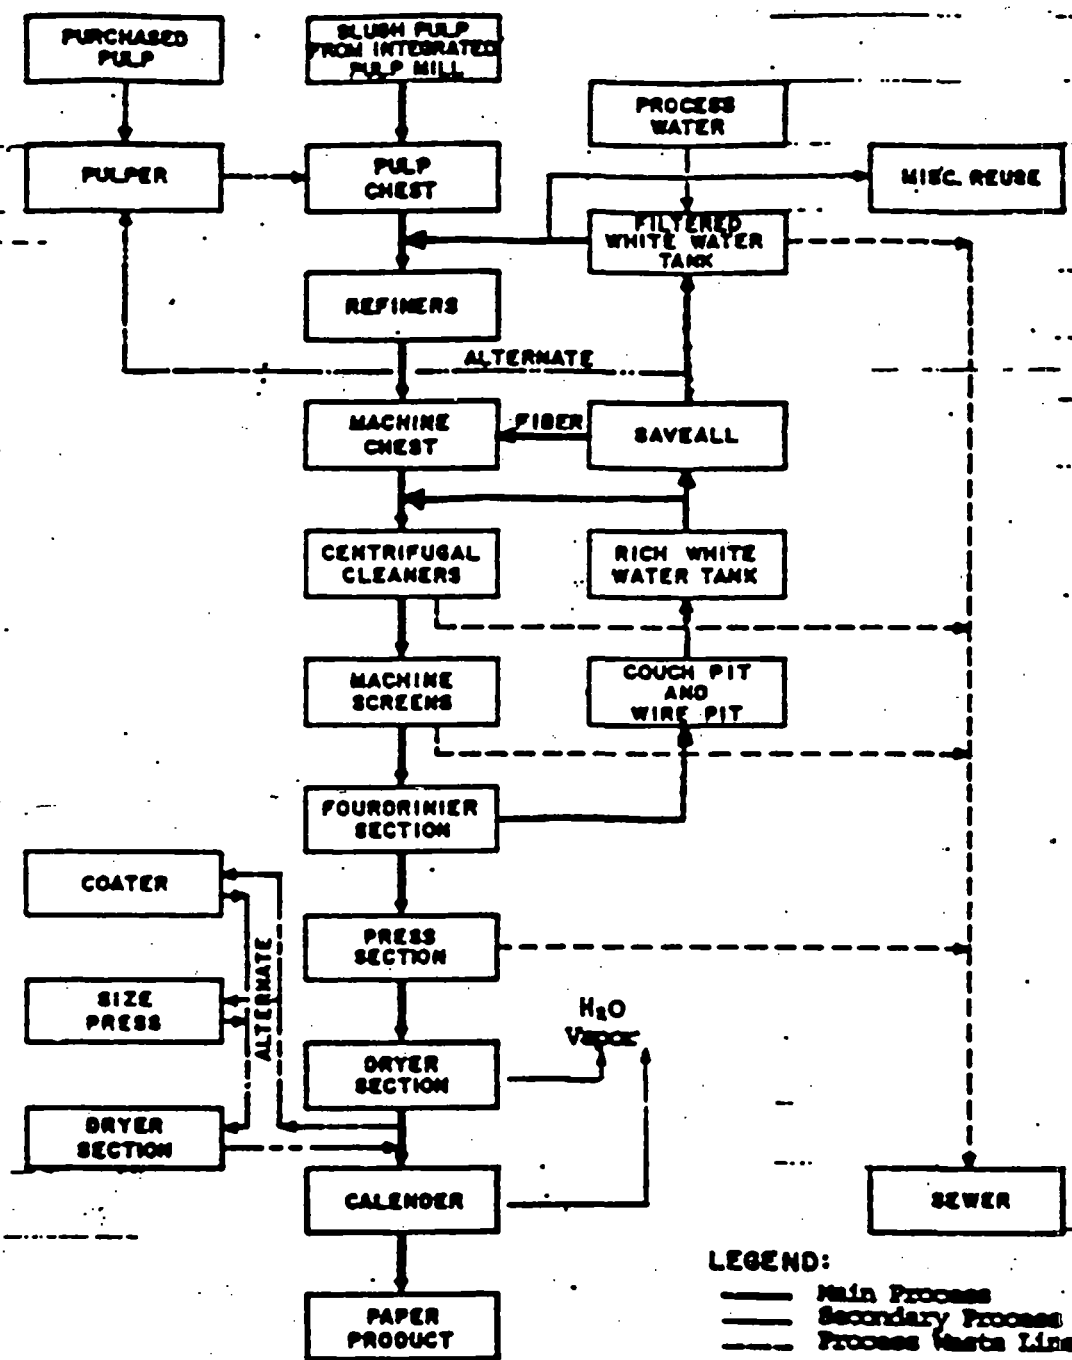 PURCHASED
PULP
SLUSH PULP
FROM INTEGRATED
PULP MILL
PROCESS
WATER
PULPER
PULP
CHEST
MISC. REUSE
FILTERED
WHITE WATER
TANK
REFINERS
ALTERNATE
MACHINE
CHEST
FIBER
SAVEALL
CENTRIFUGAL
CLEANERS
RICH WHITE
WATER TANK
MACHINE
SCREENS
COUCH PIT
AND
WIRE PIT
FOURDRINIER
SECTION
COATER
PRESS
SECTION
ALTERNATE
SIZE
PRESS
H₂O
Vapor
DRYER
SECTION
DRYER
SECTION
CALENDER
SEWER
PAPER
PRODUCT
LEGEND:
Main Process
Secondary Process
Process Waste Line